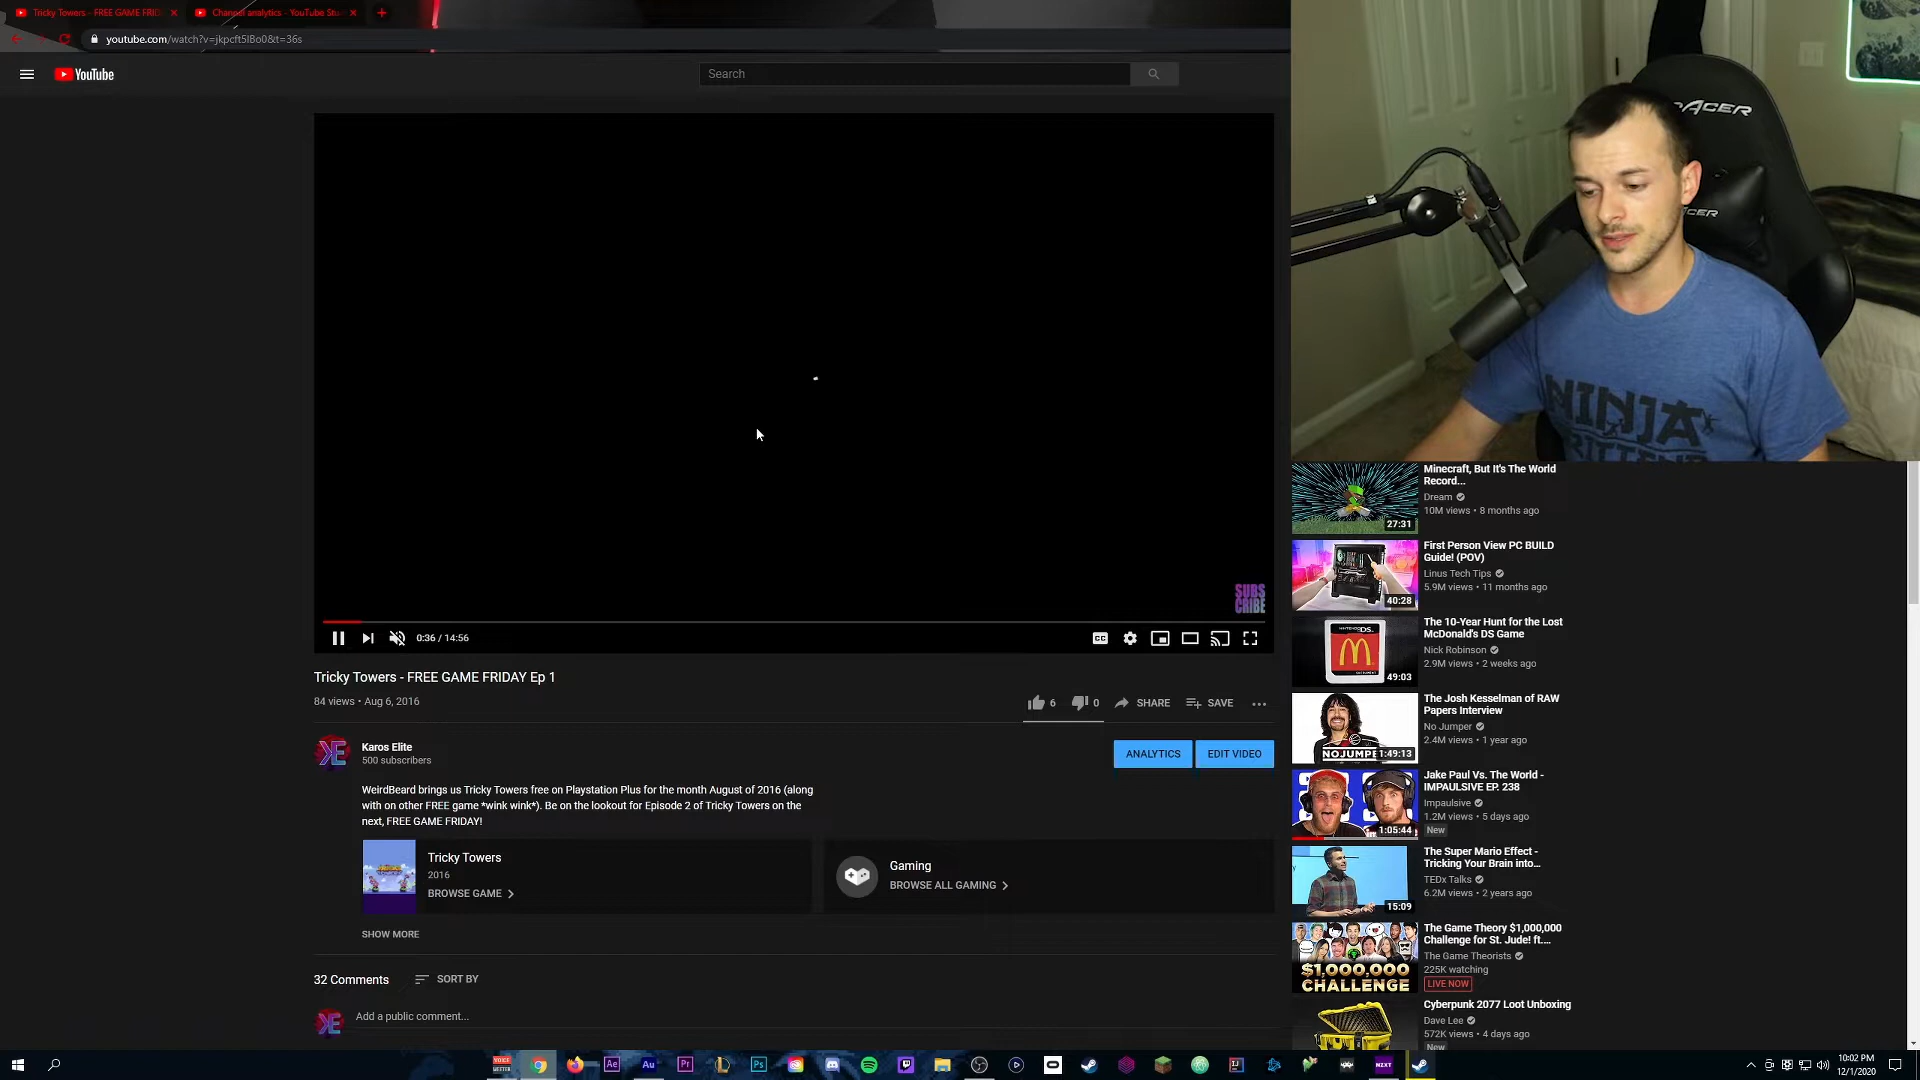 Tricky Towers - FREE GAME FRID
Channel analytics - YouTube Stu
youtube.com/watch?v=jkpcft5IBo0&t=36s
YouTube
Search
SUBS
CRIBE
0:36 / 14:56
CC
Tricky Towers - FREE GAME FRIDAY Ep 1
84 views • Aug 6, 2016
6
0
SHARE
SAVE
KE
Karos Elite
500 subscribers
ANALYTICS
EDIT VIDEO
WeirdBeard brings us Tricky Towers free on Playstation Plus for the month August of 2016 (along
with on other FREE game *wink wink*). Be on the lookout for Episode 2 of Tricky Towers on the
next, FREE GAME FRIDAY!
Tricky Towers
2016
BROWSE GAME
Gaming
BROWSE ALL GAMING
SHOW MORE
32 Comments
SORT BY
KE
Add a public comment...
NINJA
Minecraft, But It's The World
Record...
Dream
10M views • 8 months ago
27:31
First Person View PC BUILD
Guide! (POV)
Linus Tech Tips
5.9M views • 11 months ago
40:28
The 10-Year Hunt for the Lost
McDonald's DS Game
Nick Robinson
2.9M views • 2 weeks ago
49:03
The Josh Kesselman of RAW
Papers Interview
No Jumper
2.4M views • 1 year ago
NOJUMPE
1:49:13
Jake Paul Vs. The World -
IMPAULSIVE EP. 238
Impaulsive
1.2M views • 5 days ago
New
1:05:44
The Super Mario Effect -
Tricking Your Brain into...
TEDx Talks
6.2M views • 2 years ago
15:09
The Game Theory $1,000,000
Challenge for St. Jude! ft....
The Game Theorists
225K watching
LIVE NOW
$1,000,000
CHALLENGE
Cyberpunk 2077 Loot Unboxing
Dave Lee
572K views • 4 days ago
New
Ae
Au
Pr
Ps
NZXT
10:02 PM
12/1/2020